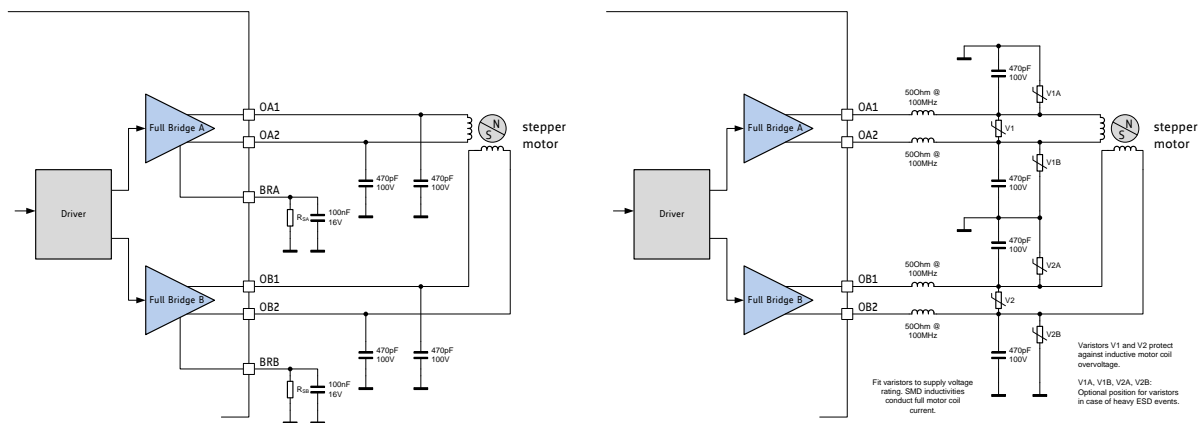 OA1
Full Bridge A
OA2
N
S
stepper
motor
470pF
100V
470pF
100V
BRA
Driver
RSA
100nF
16V
OB1
Full Bridge B
OB2
470pF
100V
470pF
100V
BRB
RSB
100nF
16V
470pF
100V
V1A
50Ohm @
100MHz
OA1
Full Bridge A
V1
OA2
N
S
stepper
motor
50Ohm @
100MHz
V1B
470pF
100V
Driver
470pF
100V
50Ohm @
100MHz
V2A
OB1
Full Bridge B
V2
OB2
50Ohm @
100MHz
V2B
470pF
100V
Fit varistors to supply voltage
rating. SMD inductivities
conduct full motor coil
current.
Varistors V1 and V2 protect
against inductive motor coil
overvoltage.
V1A, V1B, V2A, V2B:
Optional position for varistors
in case of heavy ESD events.